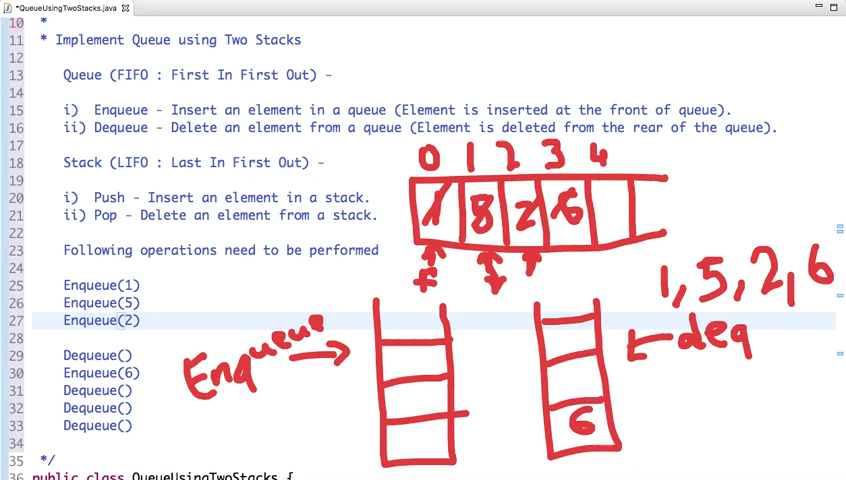 *QueueUsingTwoStacks.java
10 *
11 * Implement Queue using Two Stacks
12
13 Queue (FIFO : First In First Out) -
14
15 i) Enqueue - Insert an element in a queue (Element is inserted at the front of queue).
16 ii) Dequeue - Delete an element from a queue (Element is deleted from the rear of the queue).
17
18 Stack (LIFO : Last In First Out) -
19
20 i) Push - Insert an element in a stack.
21 ii) Pop - Delete an element from a stack.
22
23 Following operations need to be performed
24
25 Enqueue(1)
26 Enqueue(5)
27 Enqueue(2)
28
29 Dequeue()
30 Enqueue(6)
31 Dequeue()
32 Dequeue()
33 Dequeue()
34
35 */
36 public class QueueUsingTwoStacks {
0 1 2 3 4
1 2 6
1, 5, 2, 6
Enqueue
deq
6